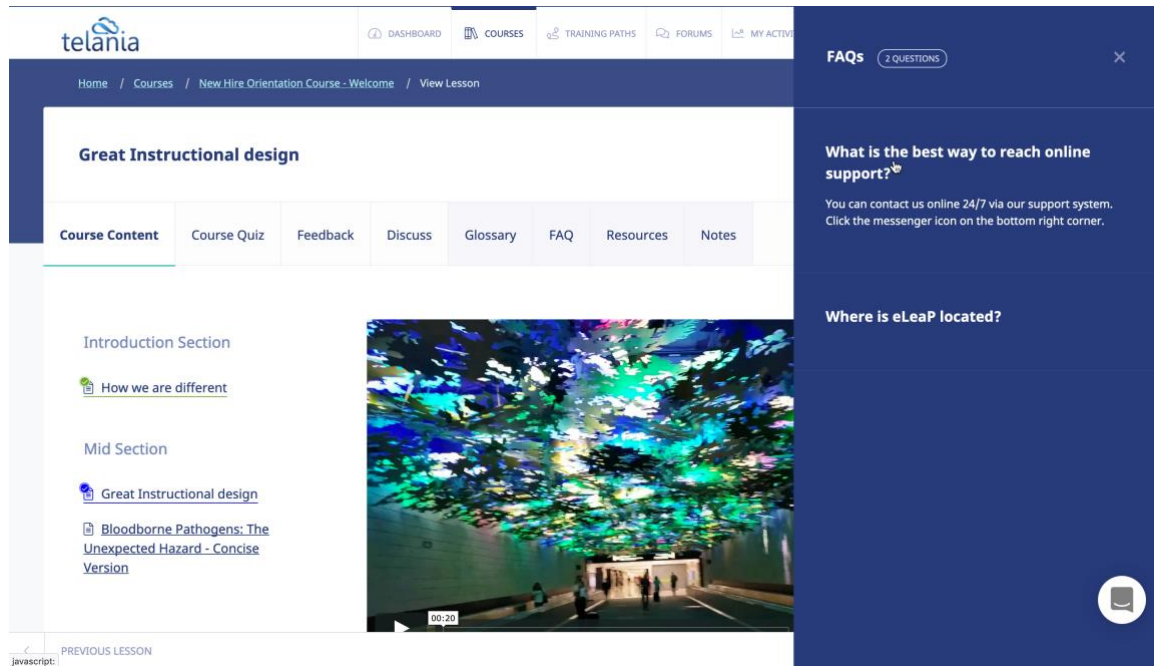 telania
DASHBOARD
COURSES
TRAINING PATHS
FORUMS
MY ACTIVI
Home / Courses / New Hire Orientation Course - Welcome / View Lesson
Great Instructional design
Course Content
Course Quiz
Feedback
Discuss
Glossary
FAQ
Resources
Notes
Introduction Section
How we are different
Mid Section
Great Instructional design
Bloodborne Pathogens: The
Unexpected Hazard - Concise
Version
00:20
PREVIOUS LESSON
javascript:
FAQs
2 QUESTIONS
What is the best way to reach online
support?
You can contact us online 24/7 via our support system.
Click the messenger icon on the bottom right corner.
Where is eLeaP located?